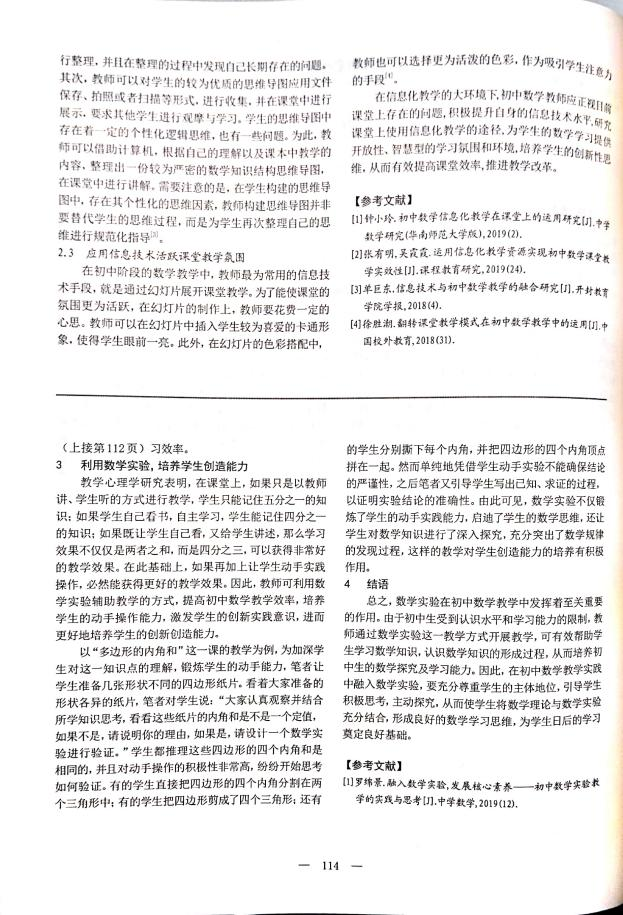 行整理，并且在整理的过程中发现自己长期存在的问题。
其次，教师可以对学生的较为优质的思维导图应用文件
保存、拍照或者扫描等形式，进行收集，并在课堂中进行
展示，要求其他学生进行观摩与学习。学生的思维导图中
存在着一定的个性化逻辑思维，也有一些问题。为此，教
师可以借助计算机，根据自己的理解以及课本中教学的
内容，整理出一份较为严密的数学知识结构思维导图，
在课堂中进行讲解。需要注意的是，在学生构建的思维导
图中，存在其个性化的思维因素，教师构建思维导图并非
要替代学生的思维过程，而是为学生再次整理自己的思
维进行规范化指导[3]。
2.3 应用信息技术活跃课堂教学氛围
在初中阶段的数学教学中，教师最为常用的信息技
术手段，就是通过幻灯片展开课堂教学。为了能使课堂的
氛围更为活跃，在幻灯片的制作上，教师要花费一定的
心思。教师可以在幻灯片中插入学生较为喜爱的卡通形
象，使得学生眼前一亮。此外，在幻灯片的色彩搭配中，
教师也可以选择更为活泼的色彩，作为吸引学生注意力
的手段[4]。
在信息化教学的大环境下，初中数学教师应正视目前
课堂上存在的问题，积极提升自身的信息技术水平，研究
课堂上使用信息化教学的途径，为学生的数学学习提供
开放性、智慧型的学习氛围和环境，培养学生的创新性思
维，从而有效提高课堂效率，推进教学改革。
【参考文献】
[1]钟小玲.初中数学信息化教学在课堂上的运用研究[J].中学
数学研究(华南师范大学版),2019(2).
[2]张有明,吴霞霞.运用信息化教学资源实现初中数学课堂教
学实效性[J].课程教育研究,2019(24).
[3]单巨东.信息技术与初中数学教学的融合研究[J].开封教育
学院学报,2018(4).
[4]徐胜潮.翻转课堂教学模式在初中数学教学中的运用[J].中
国校外教育,2018(31).
（上接第112页）习效率。
3 利用数学实验，培养学生创造能力
教学心理学研究表明，在课堂上，如果只是以教师
讲、学生听的方式进行教学，学生只能记住五分之一的知
识；如果学生自己看书，自主学习，学生能记住四分之一
的知识；如果既让学生自己看，又给学生讲述，那么学习
效果不仅仅是两者之和，而是四分之三，可以获得非常好
的教学效果。在此基础上，如果再加上让学生动手实践
操作，必然能获得更好的教学效果。因此，教师可利用数
学实验辅助教学的方式，提高初中数学教学效率，培养
学生的动手操作能力，激发学生的创新实践意识，进而
更好地培养学生的创新创造能力。
以“多边形的内角和”这一课的教学为例，为加深学
生对这一知识点的理解，锻炼学生的动手能力，笔者让
学生准备几张形状不同的四边形纸片。看着大家准备的
形状各异的纸片，笔者对学生说：“大家认真观察并结合
所学知识思考，看看这些纸片的内角和是不是一个定值，
如果不是，请说明你的理由，如果是，请设计一个数学实
验进行验证。”学生都推理这些四边形的四个内角和是
相同的，并且对动手操作的积极性非常高，纷纷开始思考
如何验证。有的学生直接把四边形的四个内角分割在两
个三角形中；有的学生把四边形剪成了四个三角形；还有
的学生分别撕下每个内角，并把四边形的四个内角顶点
拼在一起。然而单纯地凭借学生动手实验不能确保结论
的严谨性，之后笔者又引导学生写出已知、求证的过程，
以证明实验结论的准确性。由此可见，数学实验不仅锻
炼了学生的动手实践能力，启迪了学生的数学思维，还让
学生对数学知识进行了深入探究，充分突出了数学规律
的发现过程，这样的教学对学生创造能力的培养有积极
作用。
4 结语
总之，数学实验在初中数学教学中发挥着至关重要
的作用。由于初中生受到认识水平和学习能力的限制，教
师通过数学实验这一教学方式开展教学，可有效帮助学
生学习数学知识，认识数学知识的形成过程，从而培养初
中生的数学探究及学习能力。因此，在初中数学教学实践
中融入数学实验，要充分尊重学生的主体地位，引导学生
积极思考，主动探究，从而使学生将数学理论与数学实验
充分结合，形成良好的数学学习思维，为学生日后的学习
奠定良好基础。
【参考文献】
[1]罗绮景.融入数学实验,发展核心素养——初中数学实验教
学的实践与思考[J].中学数学,2019(12).
— 114 —